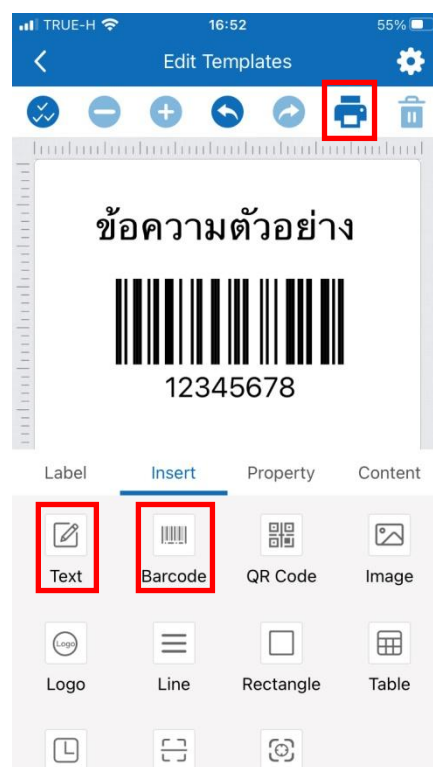 TRUE-H 16:52 55%
Edit Templates
ข้อความตัวอย่าง
12345678
Label Insert Property Content
Text Barcode QR Code Image
Logo
Logo Line Rectangle Table